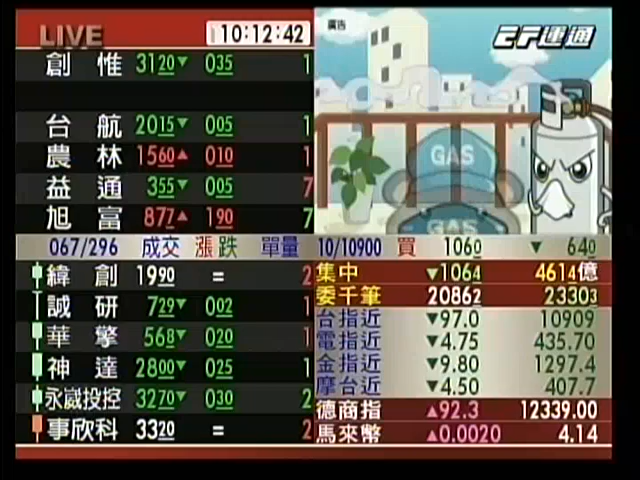 LIVE 10:12:42
創惟 3120▼ 035 1
台航 2015▼ 005 1
農林 1560▲ 010 1
益通 355▼ 005 7
旭富 877▲ 190 7
067/296 成交 漲跌 單量
緯創 1990 = 2
誠研 729▼ 002 1
華擎 568▼ 020 1
神達 2800▼ 025 1
永崴投控 3270▼ 030 2
事欣科 3320 = 2
廣告
GAS
GAS
10/10900 買 1060 ▼ 640
集中 ▼1064 4614億
委千筆 20862 23303
台指近 ▼97.0 10909
電指近 ▼4.75 435.70
金指近 ▼9.80 1297.4
摩台近 ▼4.50 407.7
德商指 ▲92.3 12339.00
馬來幣 ▲0.0020 4.14